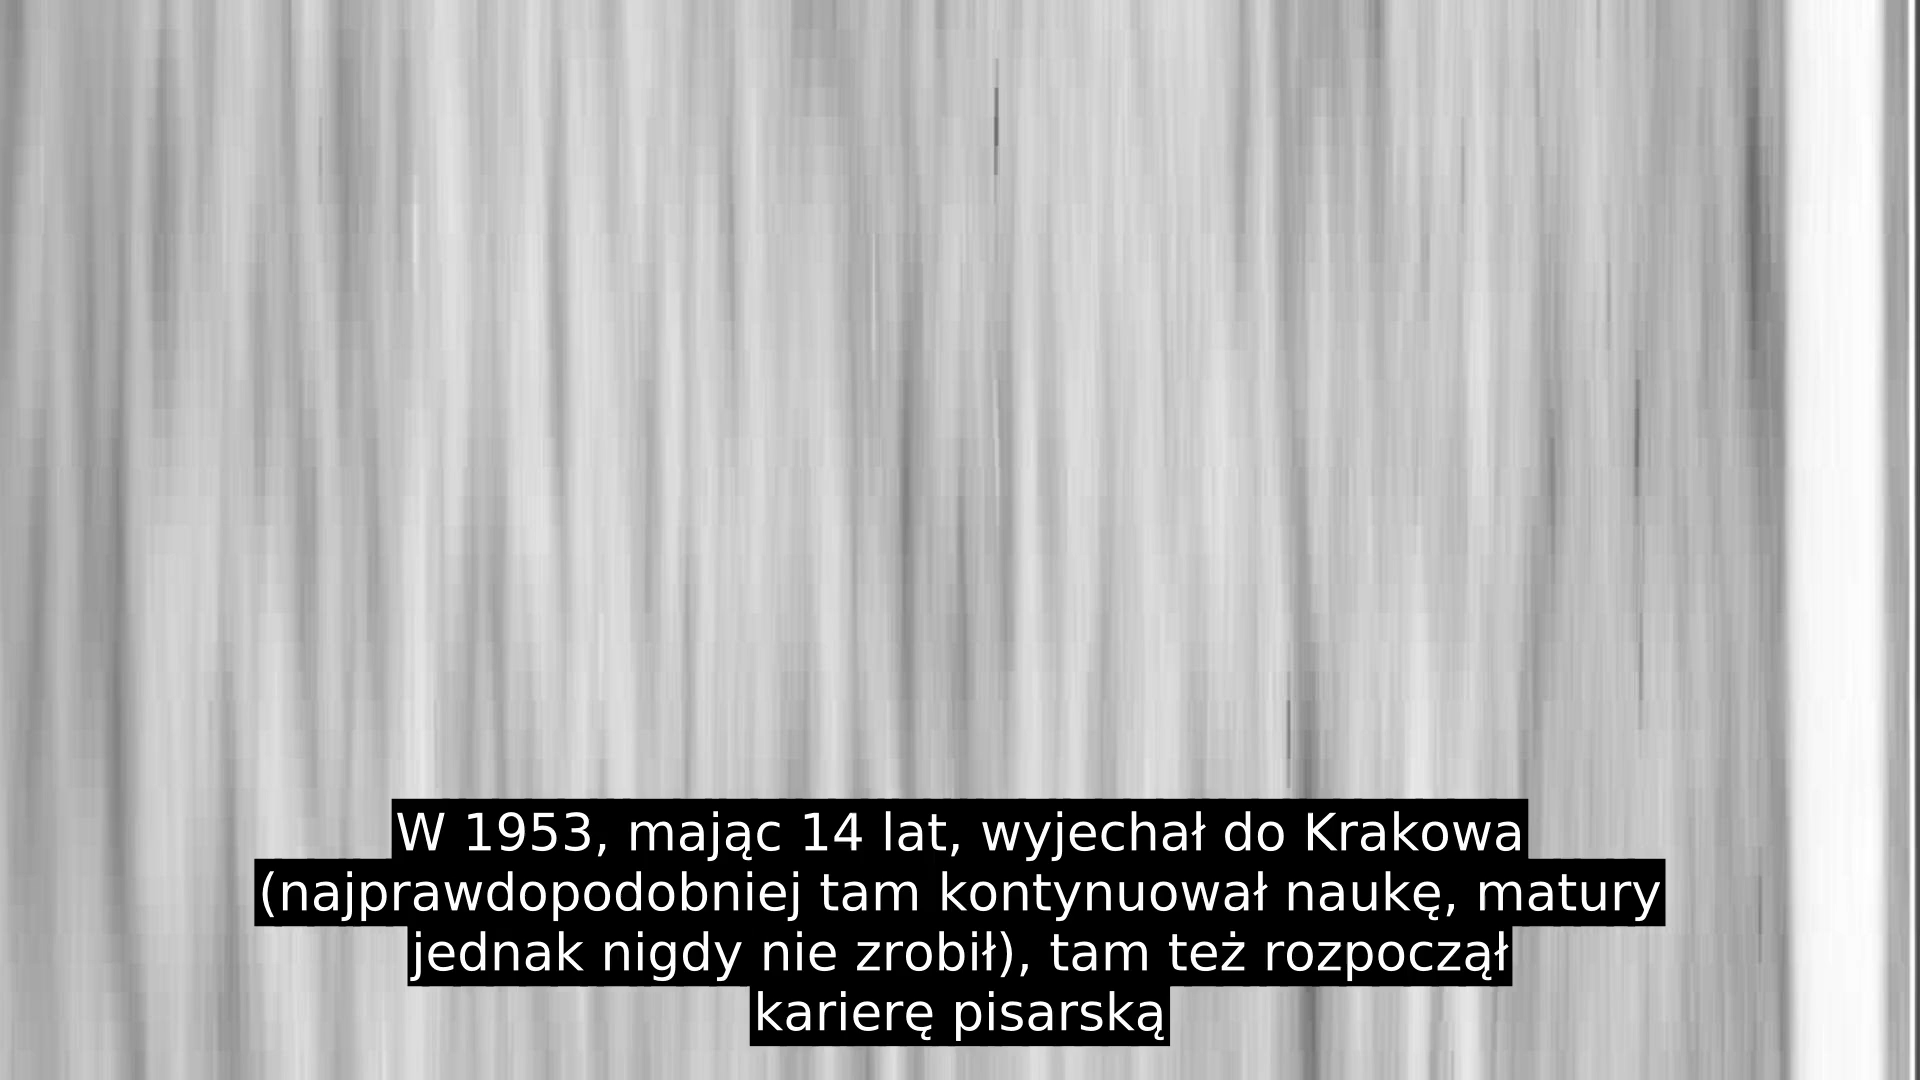 W 1953, mając 14 lat, wyjechał do Krakowa
(najprawdopodobniej tam kontynuował naukę, matury
jednak nigdy nie zrobił), tam też rozpoczął
karierę pisarską